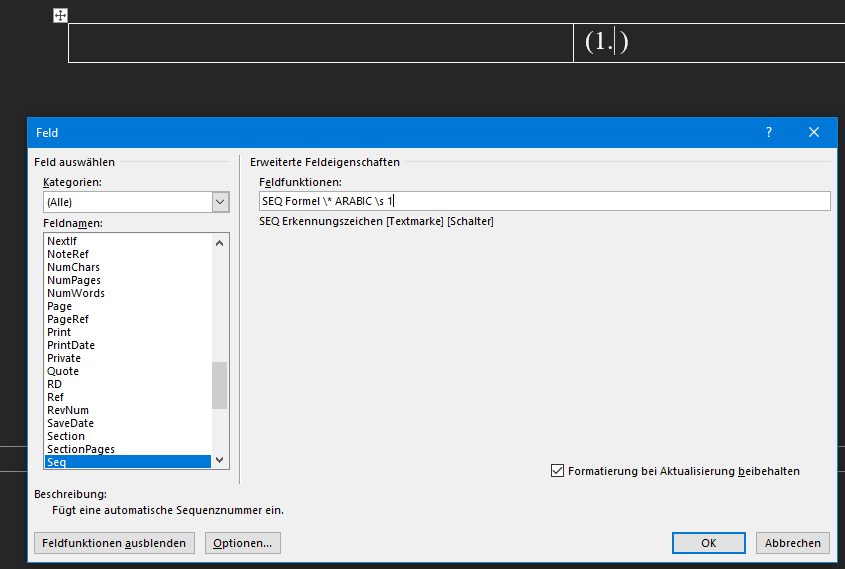 (1. )
Feld
?
Feld auswählen
Kategorien:
(Alle)
Feldnamen:
NextIf
NoteRef
NumChars
NumPages
NumWords
Page
PageRef
Print
PrintDate
Private
Quote
RD
Ref
RevNum
SaveDate
Section
SectionPages
Seq
Erweiterte Feldeigenschaften
Feldfunktionen:
SEQ Formel \* ARABIC \s 1
SEQ Erkennungszeichen [Textmarke] [Schalter]
Formatierung bei Aktualisierung beibehalten
Beschreibung:
Fügt eine automatische Sequenznummer ein.
Feldfunktionen ausblenden
Optionen...
OK
Abbrechen